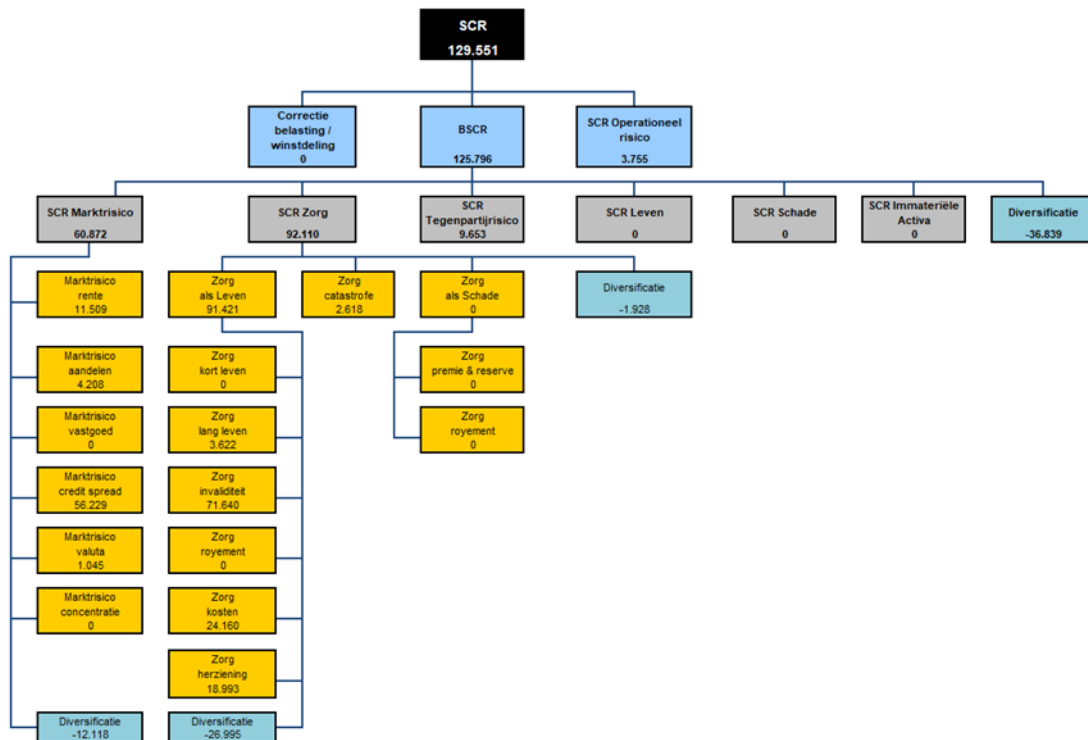 SCR
129.551
Correctie
belasting /
winstdeling
0
BSCR
125.796
SCR Operationeel
risico
3.755
SCR Marktrisico
60.872
SCR Zorg
92.110
SCR
Tegenpartijrisico
9.653
SCR Leven
0
SCR Schade
0
SCR Immateriële
Activa
0
Diversificatie
-36.839
Marktrisico
rente
11.509
Zorg
als Leven
91.421
Zorg
catastrofe
2.618
Zorg
als Schade
0
Diversificatie
-1.928
Marktrisico
aandelen
4.208
Zorg
kort leven
0
Zorg
premie & reserve
0
Marktrisico
vastgoed
0
Zorg
lang leven
3.622
Zorg
royement
0
Marktrisico
credit spread
56.229
Zorg
invaliditeit
71.640
Marktrisico
valuta
1.045
Zorg
royement
0
Marktrisico
concentratie
0
Zorg
kosten
24.160
Zorg
herziening
18.993
Diversificatie
-12.118
Diversificatie
-26.995